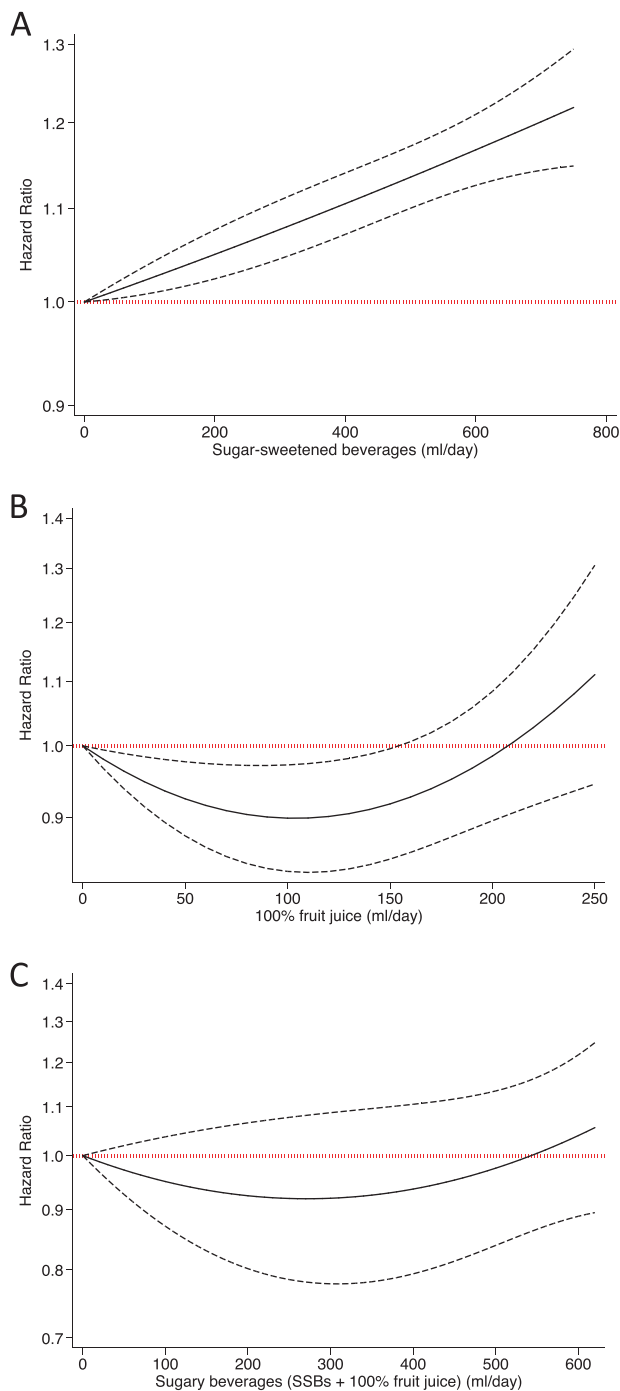 A
1.3
1.2
1.1
1.0
0.9
Hazard Ratio
0 200 400 600 800
Sugar-sweetened beverages (ml/day)
B
1.4
1.3
1.2
1.1
1.0
0.9
Hazard Ratio
0 50 100 150 200 250
100% fruit juice (ml/day)
C
1.4
1.3
1.2
1.1
1.0
0.9
0.8
0.7
Hazard Ratio
0 100 200 300 400 500 600
Sugary beverages (SSBs + 100% fruit juice) (ml/day)